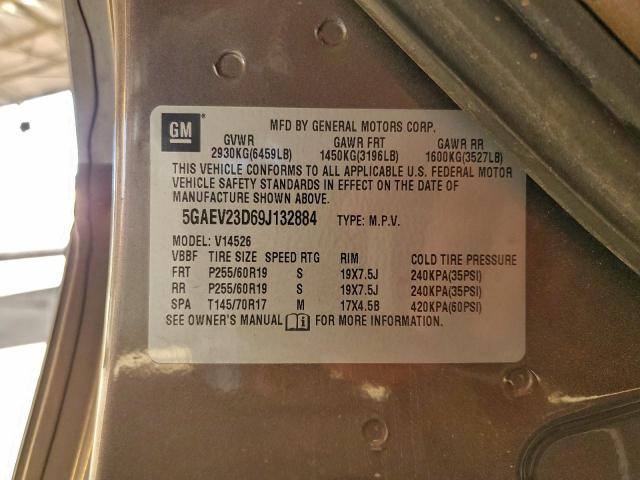 GM
MFD BY GENERAL MOTORS CORP.
GVWR GAWR FRT GAWR RR
2930KG(6459LB) 1450KG(3196LB) 1600KG(3527LB)
THIS VEHICLE CONFORMS TO ALL APPLICABLE U.S. FEDERAL MOTOR
VEHICLE SAFETY STANDARDS IN EFFECT ON THE DATE OF
MANUFACTURE SHOWN ABOVE.
5GAEV23D69J132884 TYPE: M.P.V.
MODEL: V14526
VBBF TIRE SIZE SPEED RTG RIM COLD TIRE PRESSURE
FRT P255/60R19 S 19X7.5J 240KPA(35PSI)
RR P255/60R19 S 19X7.5J 240KPA(35PSI)
SPA T145/70R17 M 17X4.5B 420KPA(60PSI)
SEE OWNER'S MANUAL FOR MORE INFORMATION.